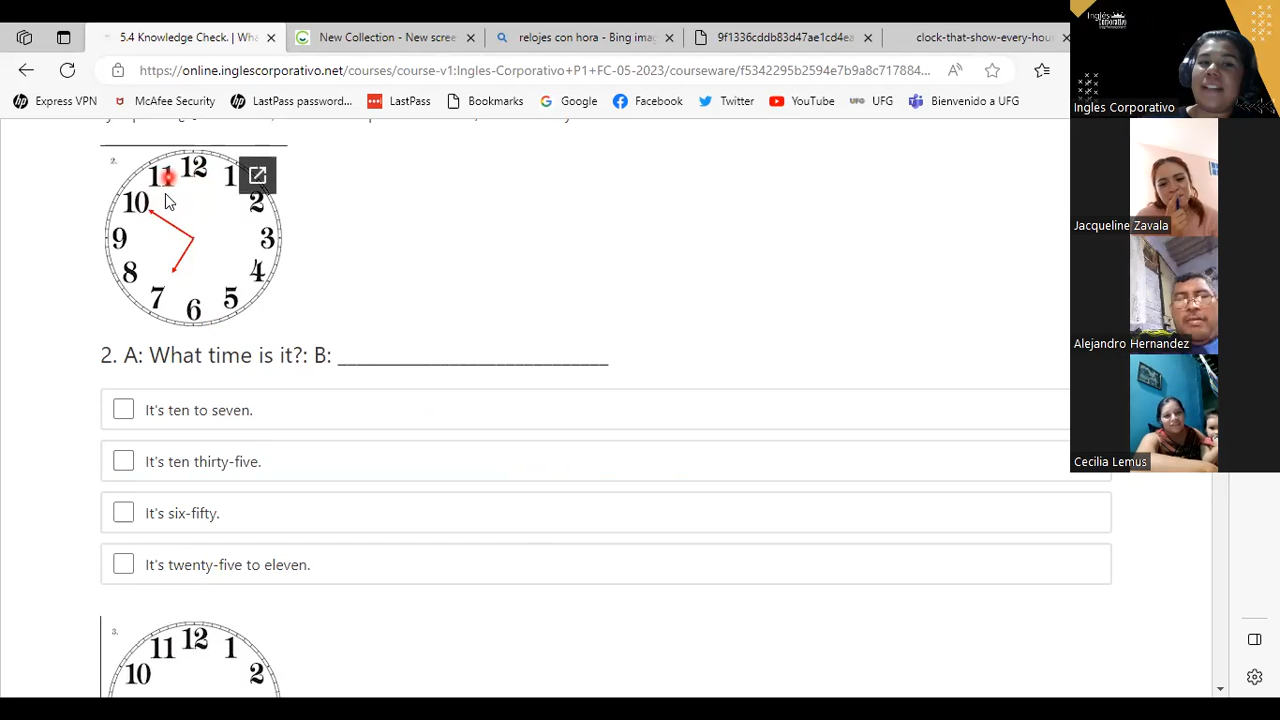 5.4 Knowledge Check. | Wha
New Collection - New scree
relojes con hora - Bing ima
9f1336cddb83d47ae1cd4ea
clock-that-show-every-hou
https://online.inglescorporativo.net/courses/course-v1:Ingles-Corporativo+P1+FC-05-2023/courseware/f5342295b2594e7b9a8c717884...
Express VPN
McAfee Security
LastPass password...
LastPass
Bookmarks
Google
Facebook
Twitter
YouTube
UFG
UFG
Bienvenido a UFG
2.
12
11
1
10
2
9
3
8
4
7
5
6
2. A: What time is it?: B: ____________________________
It's ten to seven.
It's ten thirty-five.
It's six-fifty.
It's twenty-five to eleven.
3.
12
11
1
10
2
Inglés
Corporativo
Ingles Corporativo
Jacqueline Zavala
Alejandro Hernandez
Cecilia Lemus